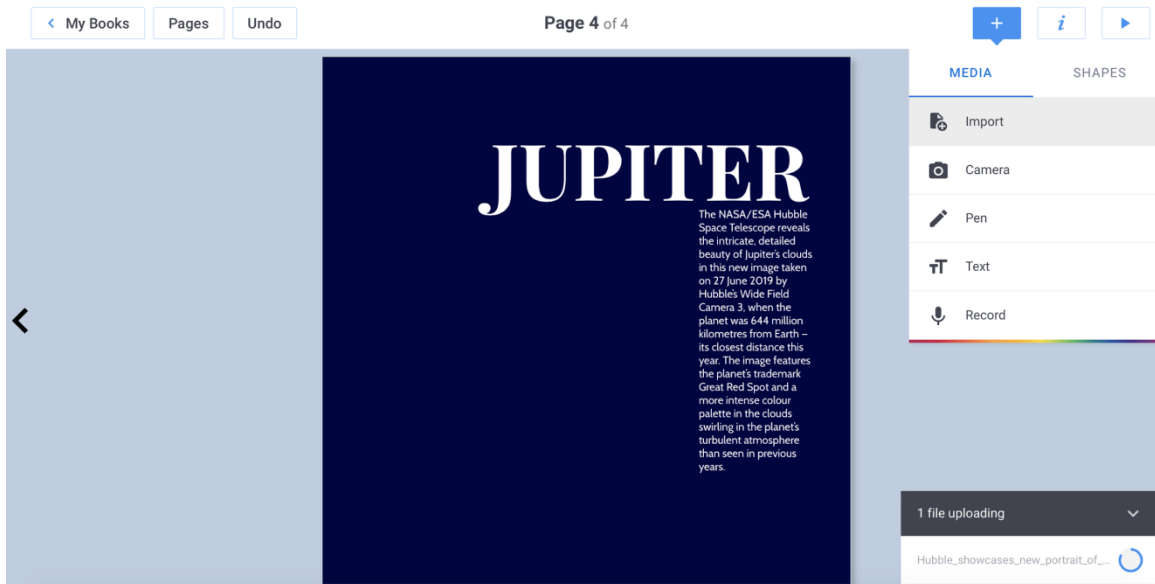 My Books
Pages
Undo
Page 4 of 4
i
MEDIA
SHAPES
Import
Camera
Pen
Text
Record
JUPITER
The NASA/ESA Hubble
Space Telescope reveals
the intricate, detailed
beauty of Jupiter's clouds
in this new image taken
on 27 June 2019 by
Hubble's Wide Field
Camera 3, when the
planet was 644 million
kilometres from Earth –
its closest distance this
year. The image features
the planet's trademark
Great Red Spot and a
more intense colour
palette in the clouds
swirling in the planet's
turbulent atmosphere
than seen in previous
years.
1 file uploading
Hubble_showcases_new_portrait_of_...